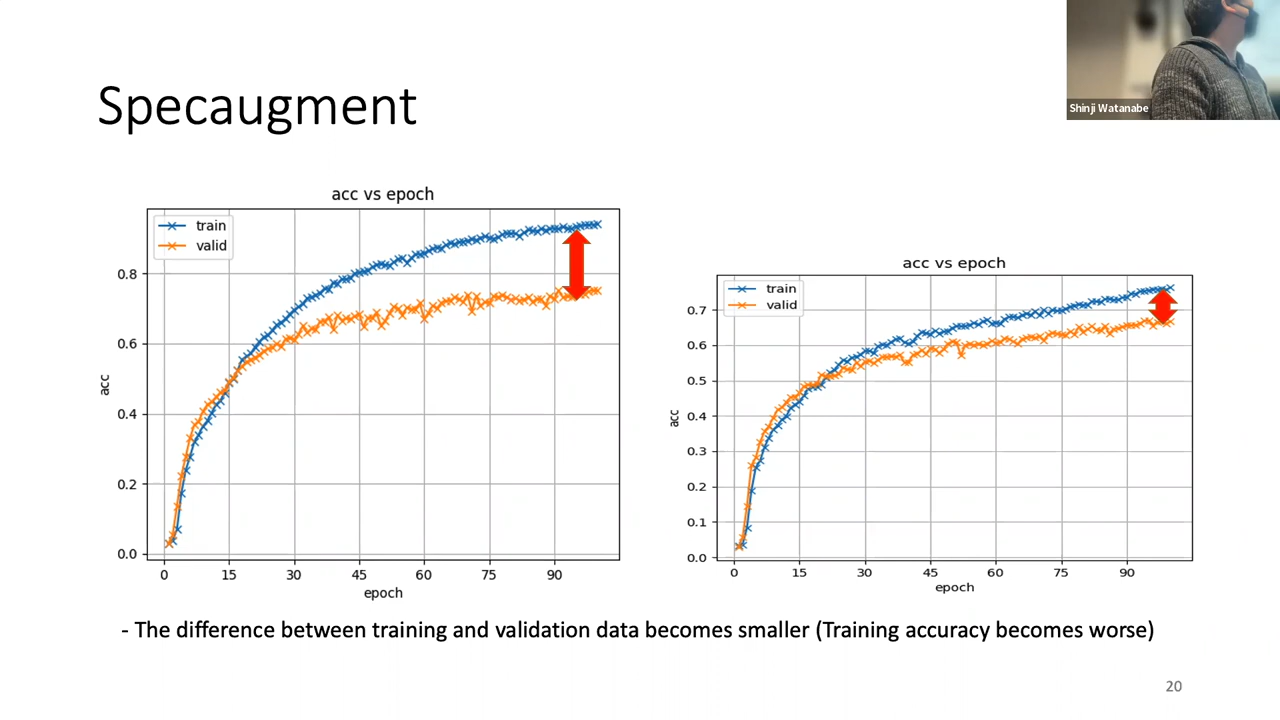 Shinji Watanabe
Specaugment
acc vs epoch
train
valid
0.8
0.6
0.4
0.2
0.0
acc
0 15 30 45 60 75 90
epoch
acc vs epoch
train
valid
0.7
0.6
0.5
0.4
0.3
0.2
0.1
0.0
acc
0 15 30 45 60 75 90
epoch
- The difference between training and validation data becomes smaller (Training accuracy becomes worse)
20